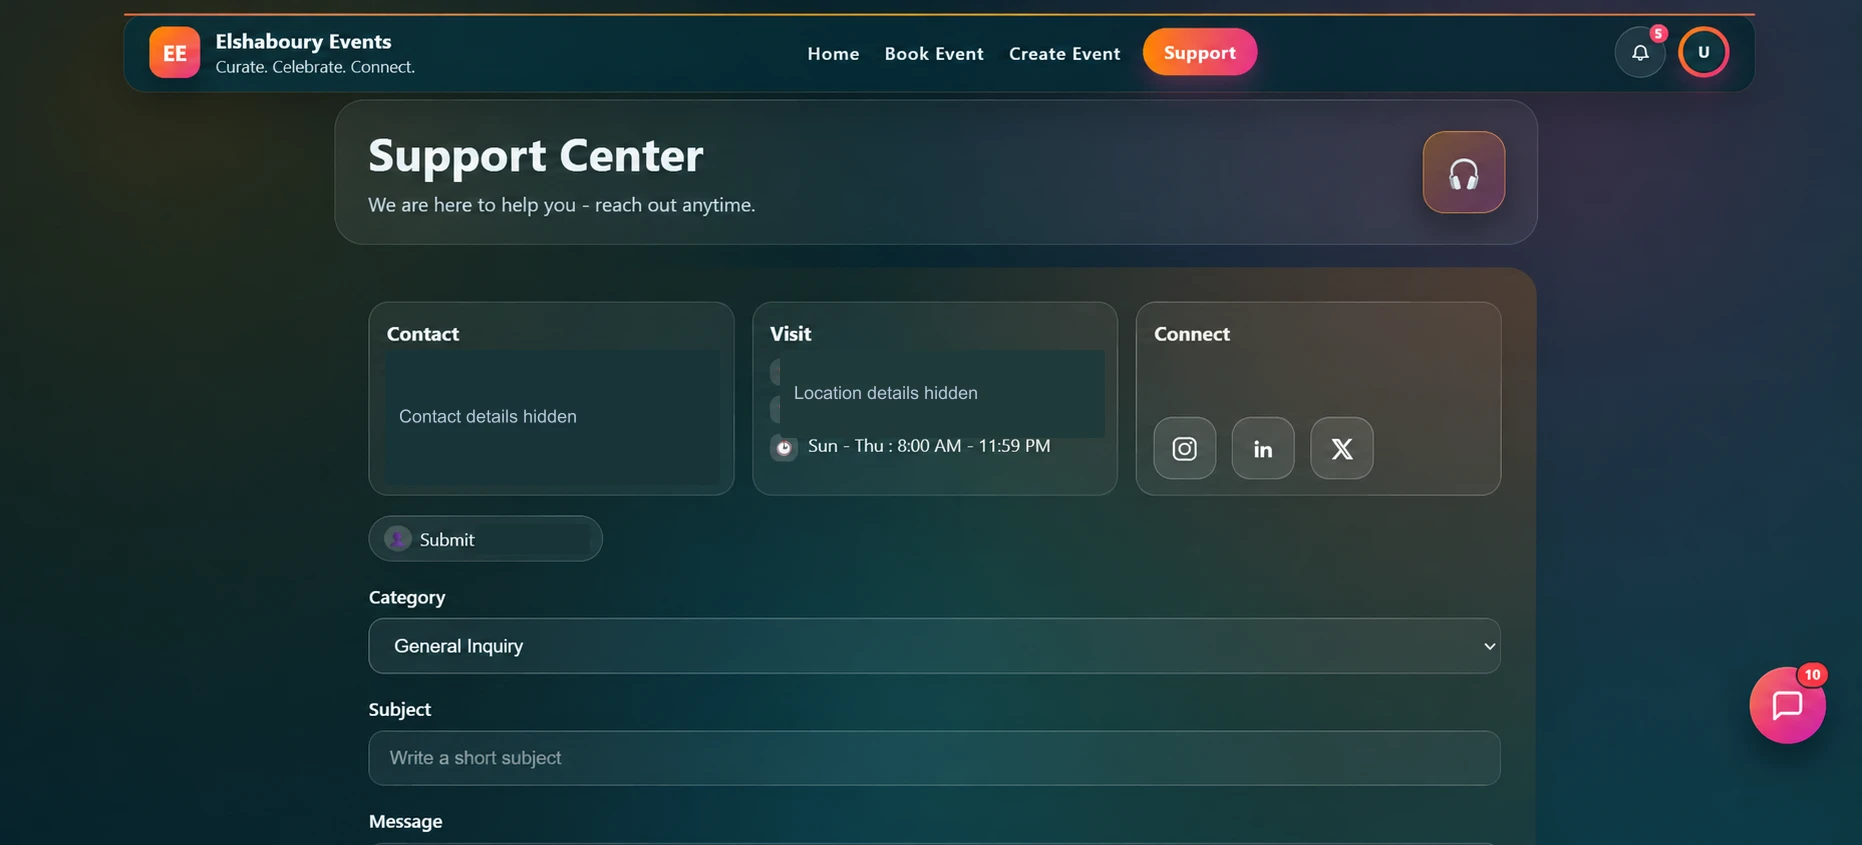 EE
Elshaboury Events
Curate. Celebrate. Connect.
Home
Book Event
Create Event
Support
5
U
Support Center
We are here to help you - reach out anytime.
Contact
Contact details hidden
Visit
Location details hidden
Sun - Thu : 8:00 AM - 11:59 PM
Connect
in
X
Submit
Category
General Inquiry
Subject
Write a short subject
10
Message